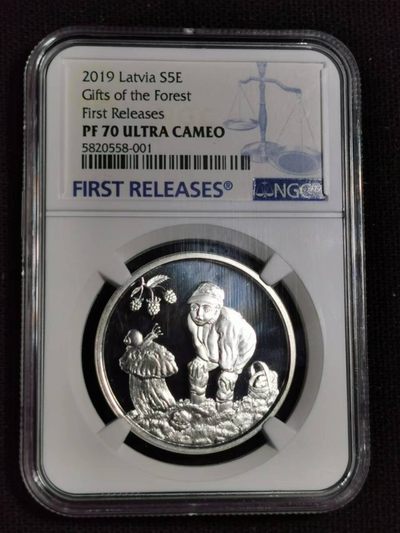 2019 Latvia S5E
Gifts of the Forest
First Releases
PF 70 ULTRA CAMEO
5820558-001
FIRST RELEASES®
NGC